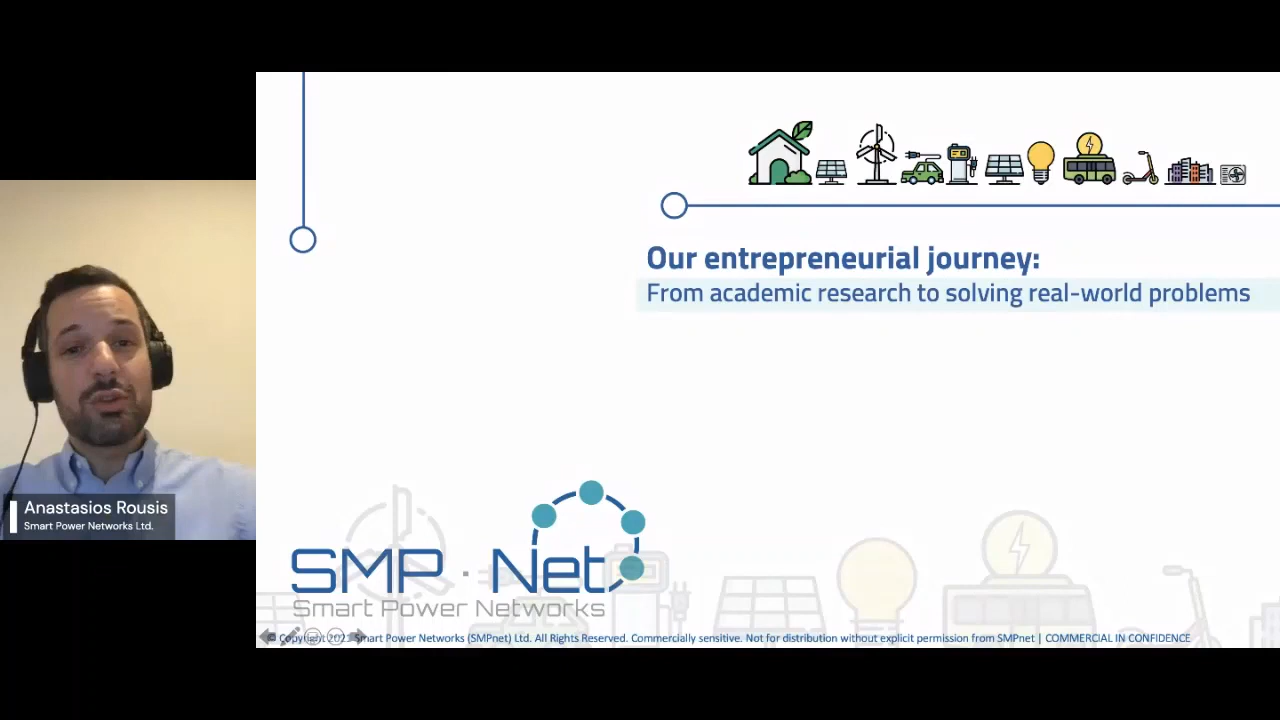 Our entrepreneurial journey:
From academic research to solving real-world problems
Anastasios Rousis
Smart Power Networks Ltd.
SMP · Net
Smart Power Networks
© Copyright 2021 Smart Power Networks (SMPnet) Ltd. All Rights Reserved. Commercially sensitive. Not for distribution without explicit permission from SMPnet | COMMERCIAL IN CONFIDENCE